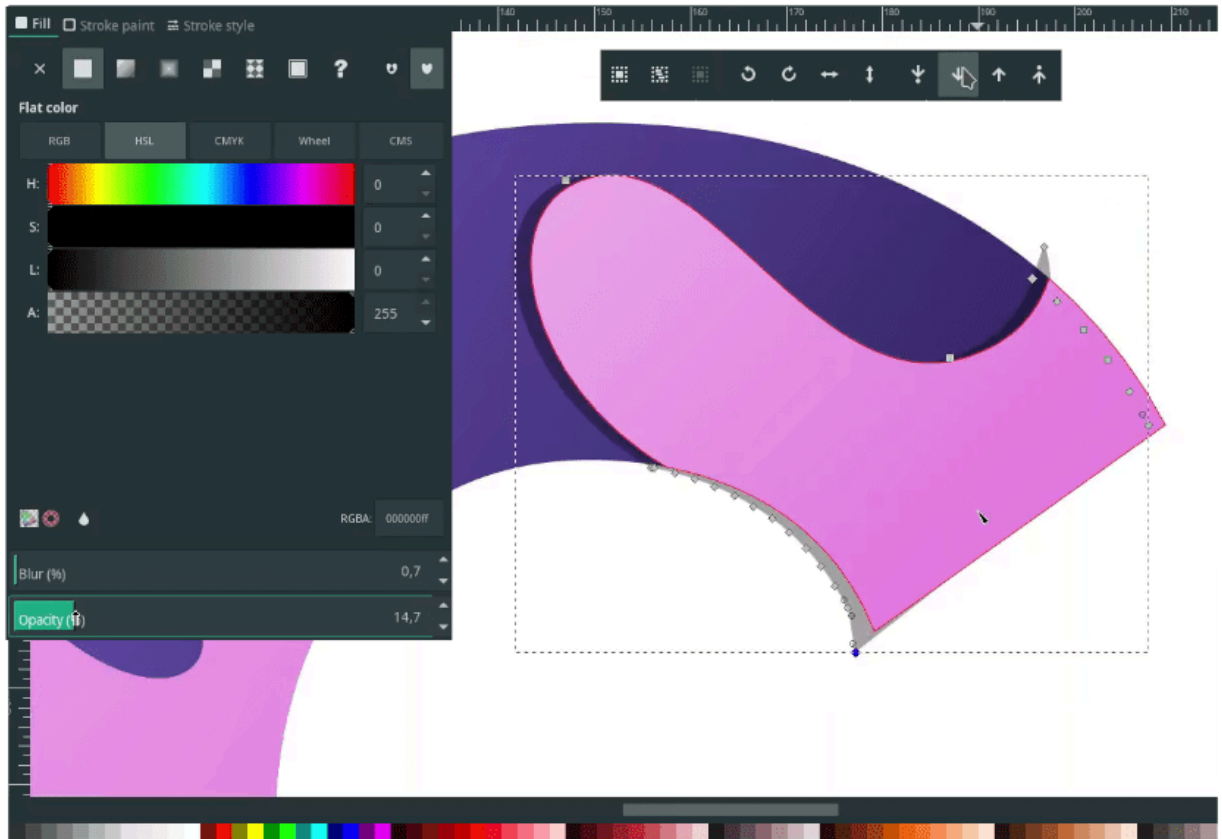 Fill Stroke paint Stroke style
140 150 160 170 180 190 200 210
?
Flat color
RGB HSL CMYK Wheel CMS
H: 0
S: 0
L: 0
A: 255
RGBA: 000000ff
Blur (%) 0,7
Opacity (%) 14,7